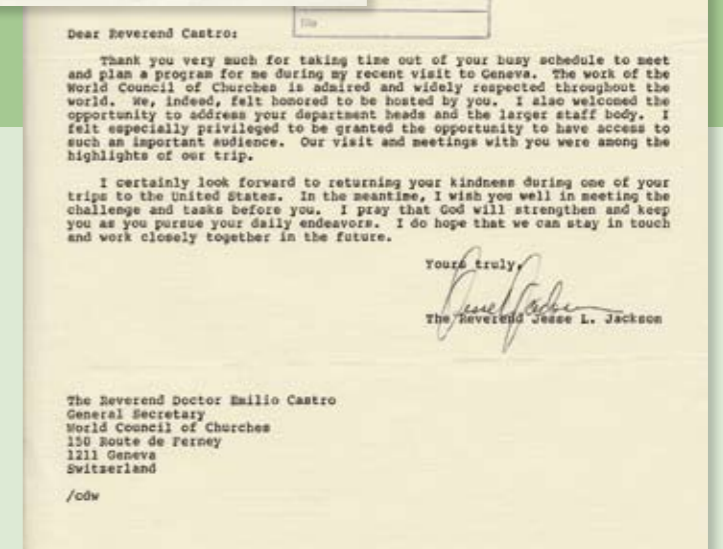 File
Dear Reverend Castro:
Thank you very much for taking time out of your busy schedule to meet
and plan a program for me during my recent visit to Geneva. The work of the
World Council of Churches is admired and widely respected throughout the
world. We, indeed, felt honored to be hosted by you. I also welcomed the
opportunity to address your department heads and the larger staff body. I
felt especially privileged to be granted the opportunity to have access to
such an important audience. Our visit and meetings with you were among the
highlights of our trip.
I certainly look forward to returning your kindness during one of your
trips to the United States. In the meantime, I wish you well in meeting the
challenge and tasks before you. I pray that God will strengthen and keep
you as you pursue your daily endeavors. I do hope that we can stay in touch
and work closely together in the future.
Yours truly,
Jesse L Jackson
The Reverend Jesse L. Jackson
The Reverend Doctor Emilio Castro
General Secretary
World Council of Churches
150 Route de Ferney
1211 Geneva
Switzerland
/cdw